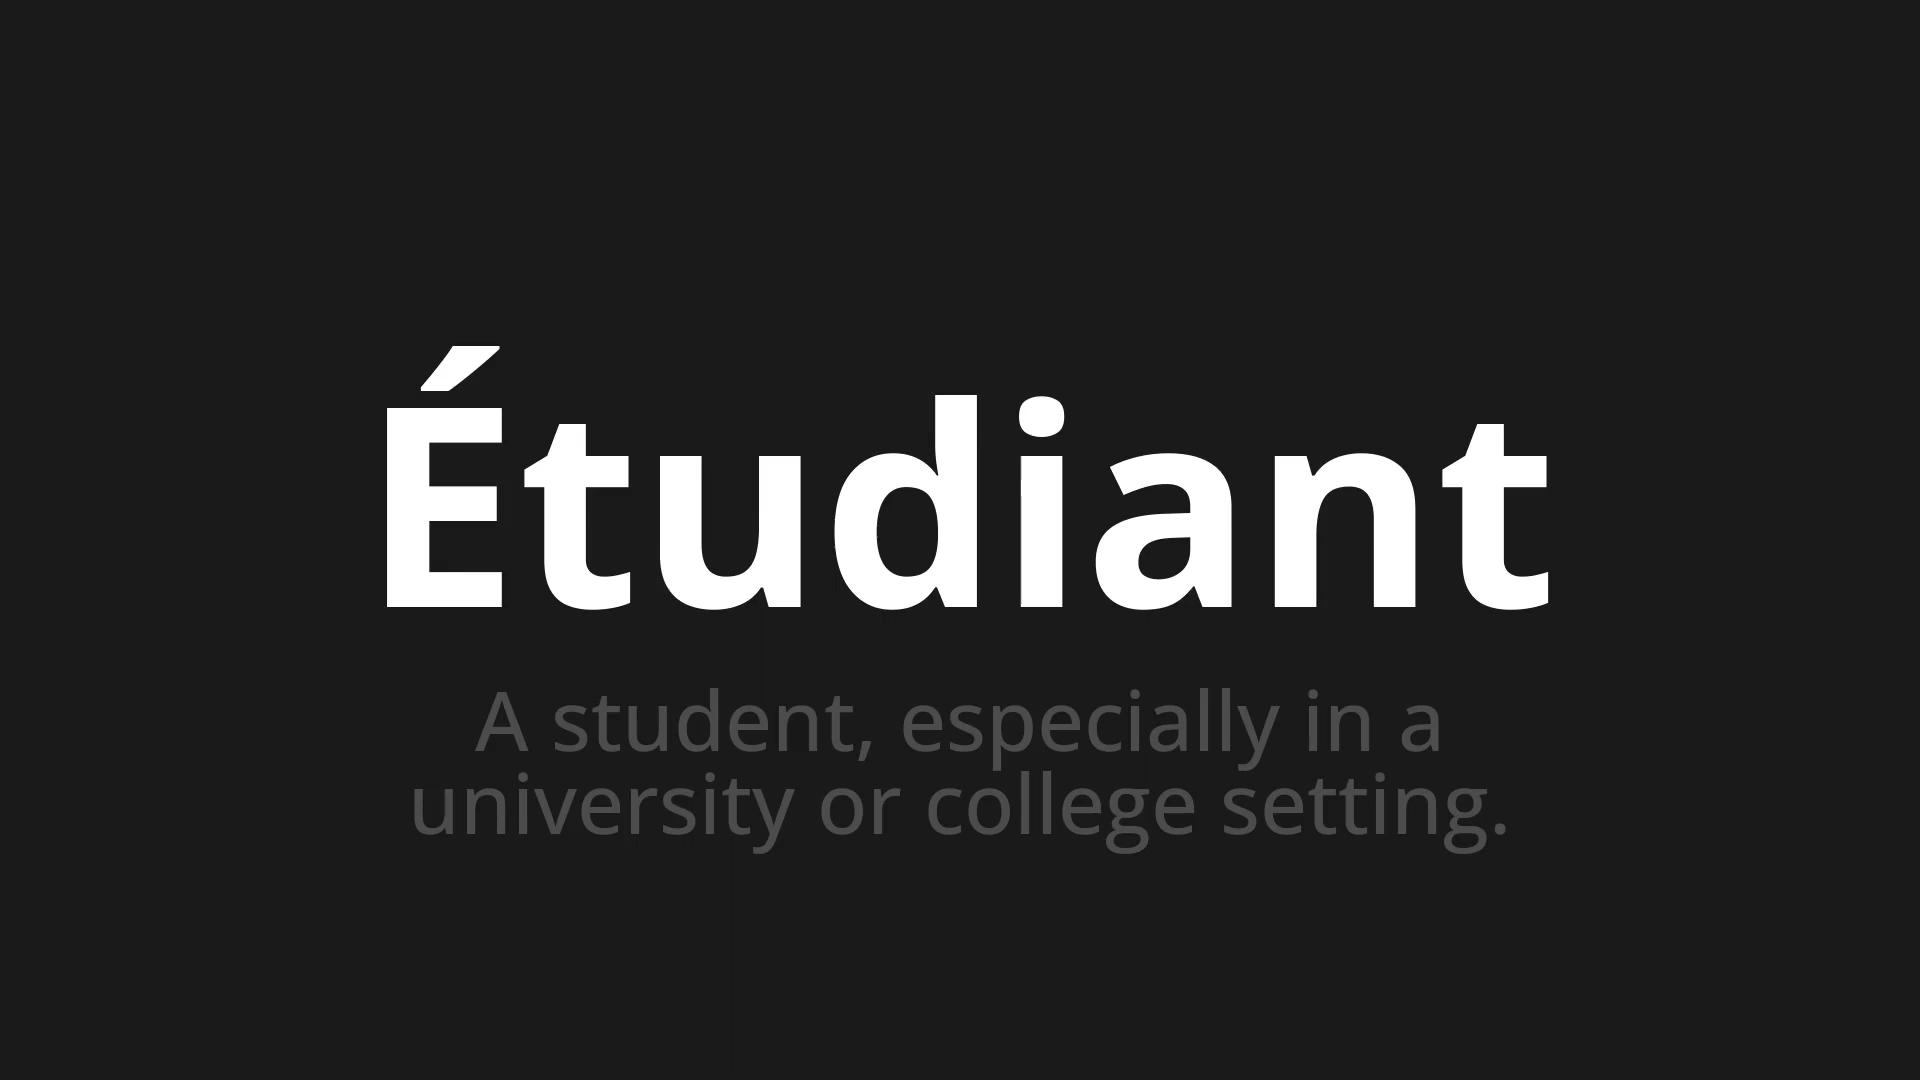 Étudiant
A student, especially in a
university or college setting.